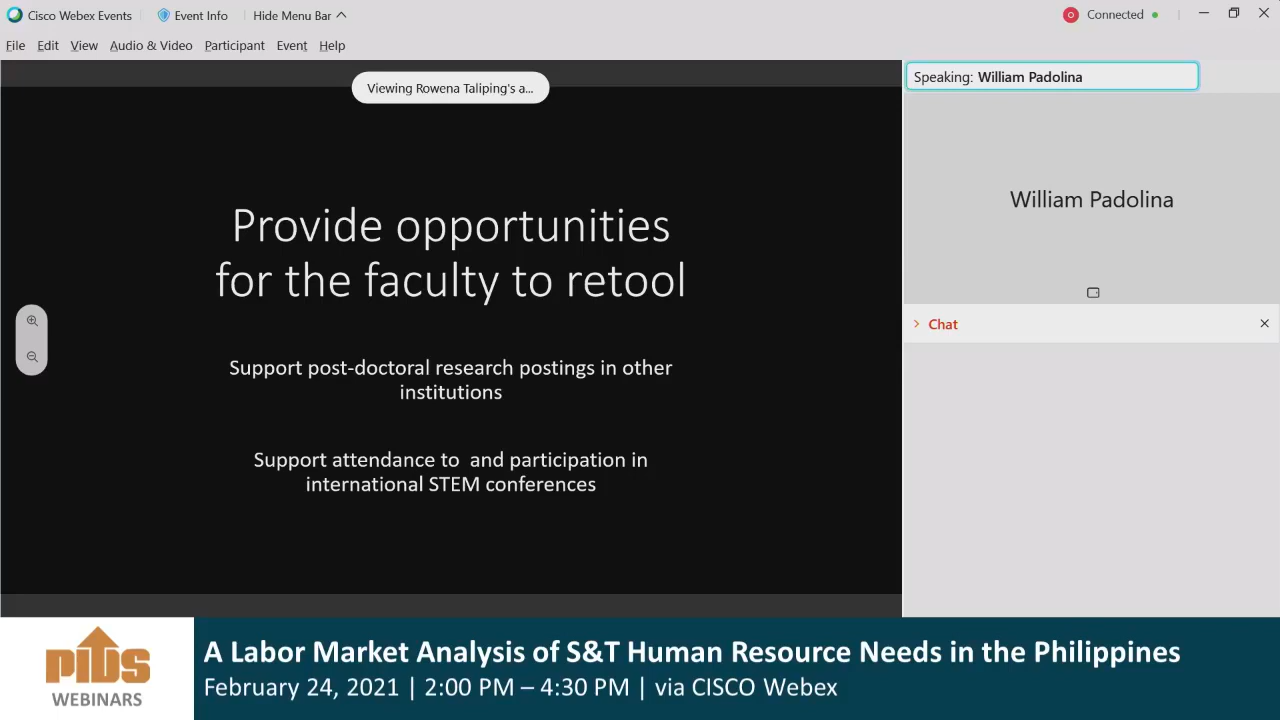 Cisco Webex Events
Event Info
Hide Menu Bar
Connected
File Edit View Audio & Video Participant Event Help
Viewing Rowena Taliping's a...
Speaking: William Padolina
William Padolina
Chat
Provide opportunities
for the faculty to retool
Support post-doctoral research postings in other
institutions
Support attendance to and participation in
international STEM conferences
pids
WEBINARS
A Labor Market Analysis of S&T Human Resource Needs in the Philippines
February 24, 2021 | 2:00 PM – 4:30 PM | via CISCO Webex